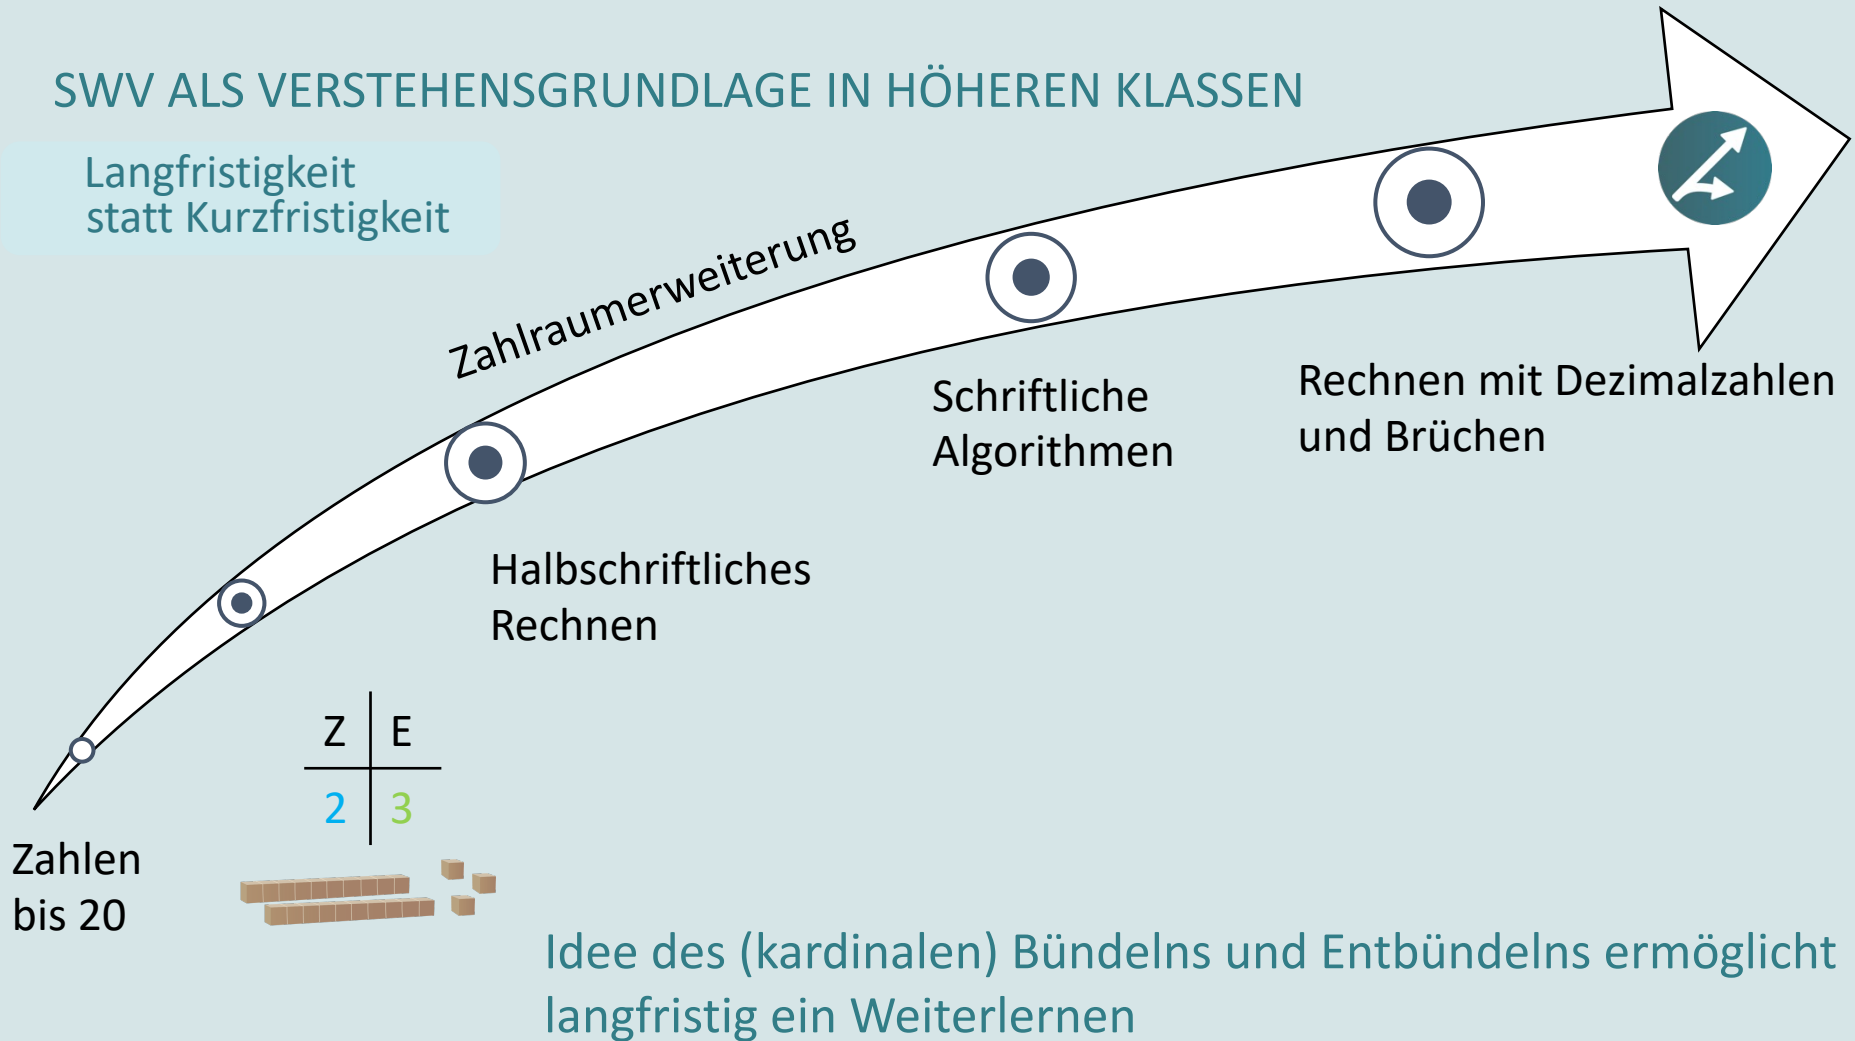 SWV ALS VERSTEHENSGRUNDLAGE IN HÖHEREN KLASSEN
Langfristigkeit
statt Kurzfristigkeit
Zahlraumerweiterung
Schriftliche
Algorithmen
Rechnen mit Dezimalzahlen
und Brüchen
Halbschriftliches
Rechnen
Z E
2 3
Zahlen
bis 20
Idee des (kardinalen) Bündelns und Entbündelns ermöglicht
langfristig ein Weiterlernen